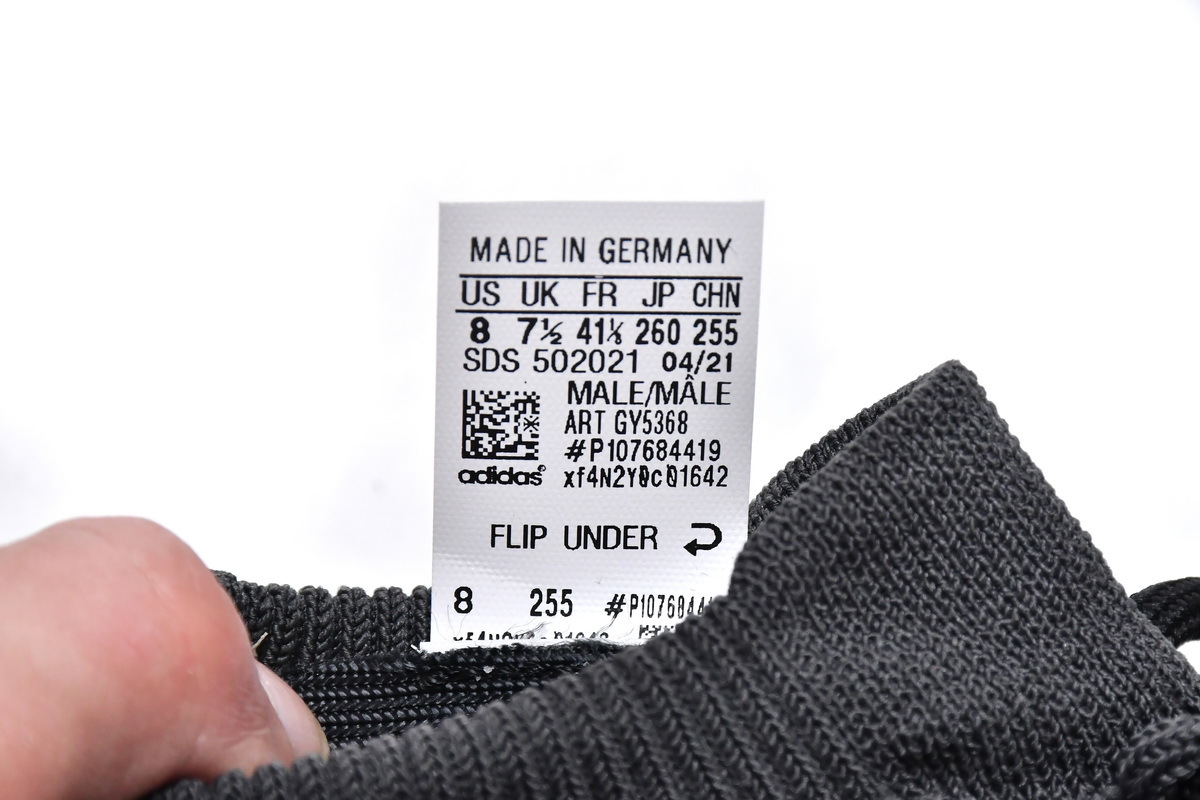 MADE IN GERMANY
US UK FR JP CHN
8 7½ 41⅓ 260 255
SDS 502021 04/21
MALE/MÂLE
ART GY5368
#P107684419
adidas®
FLIP UNDER
8 255